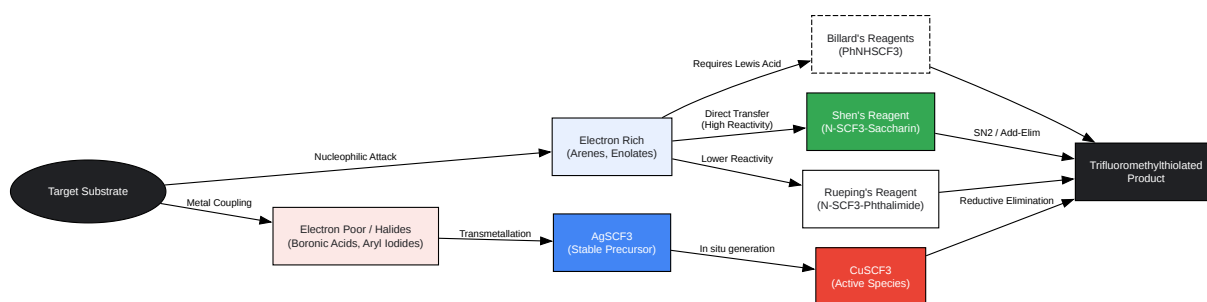 Billard's Reagents
(PhNHSCF3)
Requires Lewis Acid
Direct Transfer
(High Reactivity)
Shen's Reagent
(N-SCF3-Saccharin)
Electron Rich
(Arenes, Enolates)
SN2 / Add-Elim
Nucleophilic Attack
Lower Reactivity
Trifluoromethylthiolated
Product
Target Substrate
Rueping's Reagent
(N-SCF3-Phthalimide)
Reductive Elimination
Metal Coupling
Electron Poor / Halides
(Boronic Acids, Aryl Iodides)
Transmetallation
AgSCF3
(Stable Precursor)
In situ generation
CuSCF3
(Active Species)